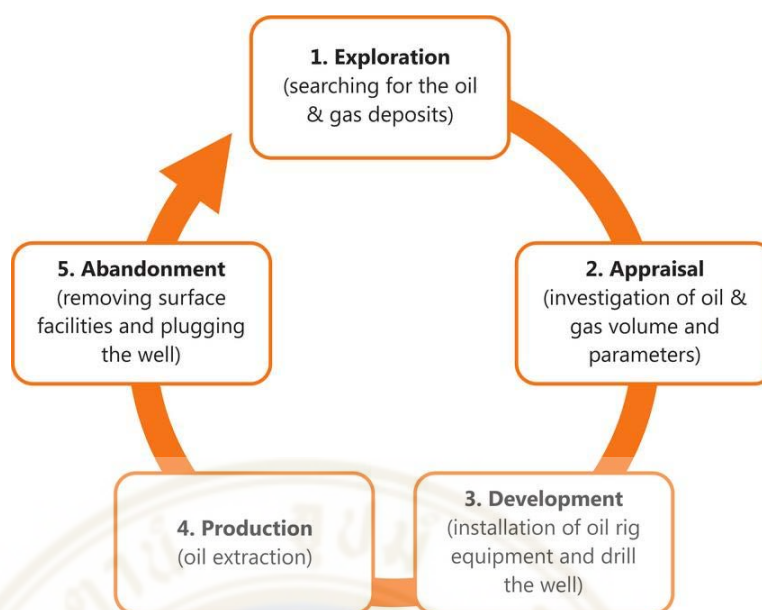 1. Exploration
(searching for the oil
& gas deposits)
2. Appraisal
(investigation of oil &
gas volume and
parameters)
3. Development
(installation of oil rig
equipment and drill
the well)
4. Production
(oil extraction)
5. Abandonment
(removing surface
facilities and plugging
the well)